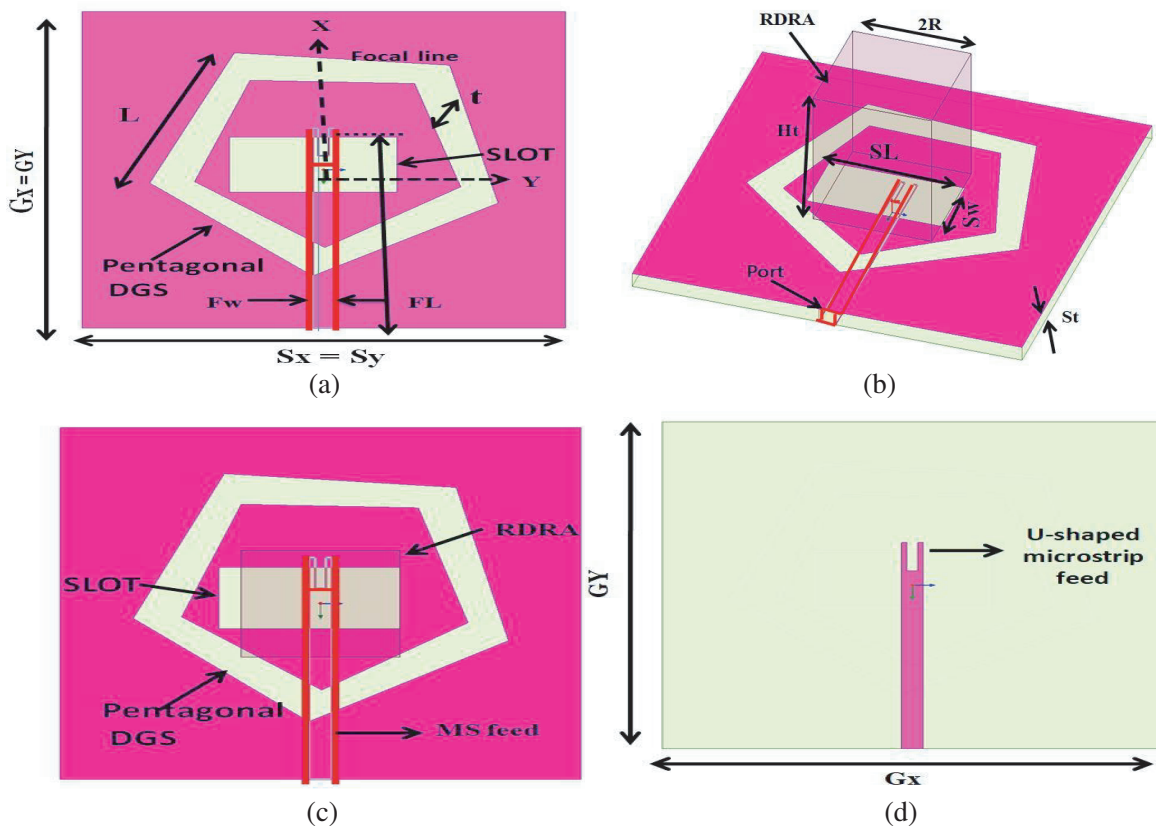 X
Focal line
L
t
SLOT
Y
GX = GY
Pentagonal
DGS
Fw
FL
Sx = Sy
(a)
RDRA
2R
Ht
SL
SW
Port
St
(b)
RDRA
SLOT
Pentagonal
DGS
MS feed
(c)
GY
U-shaped
microstrip
feed
Gx
(d)